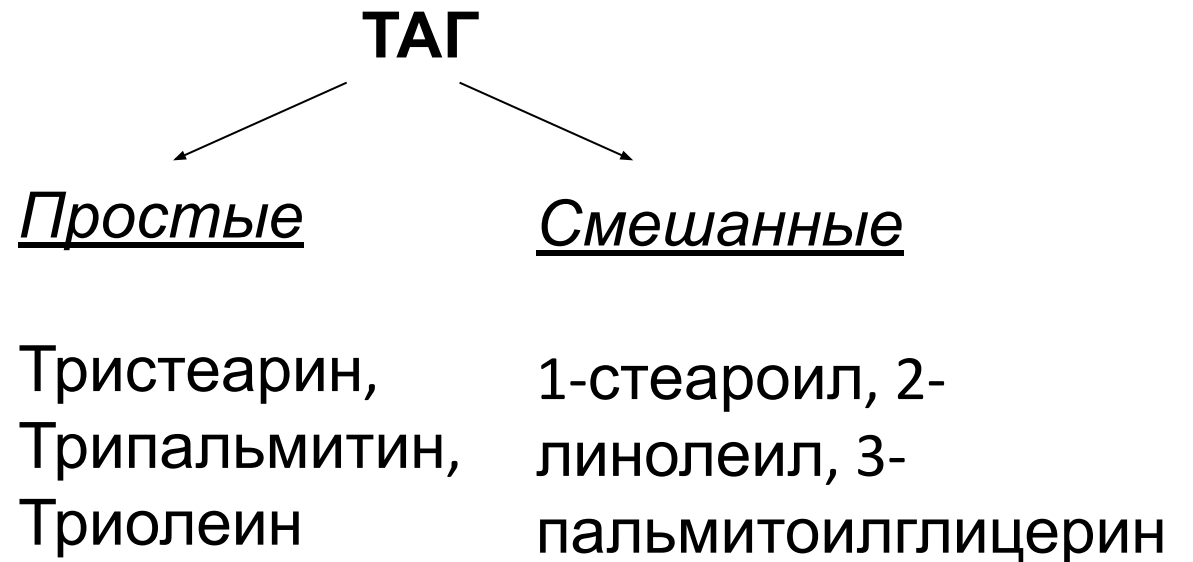 ТАГ
Простые
Смешанные
Тристеарин,
Трипальмитин,
Триолеин
1-стеароил, 2-
линолеил, 3-
пальмитоилглицерин